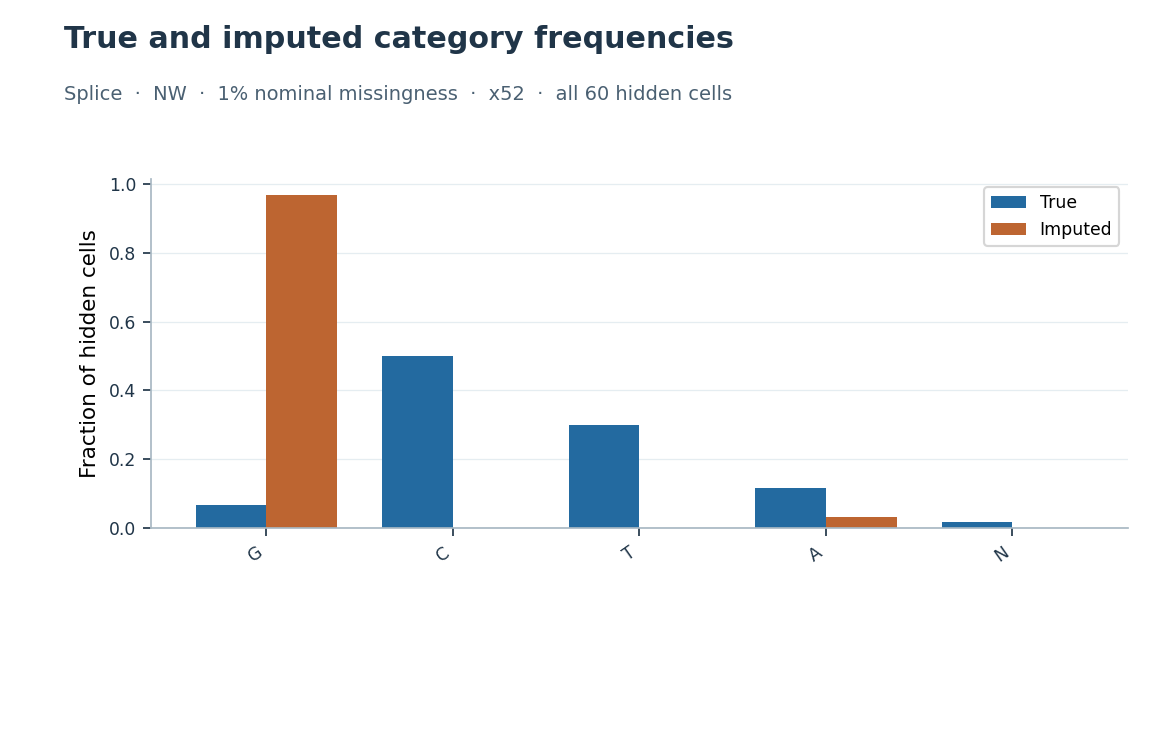 True and imputed category frequencies
Splice · NW · 1% nominal missingness · x52 · all 60 hidden cells
Fraction of hidden cells
1.0
0.8
0.6
0.4
0.2
0.0
True
Imputed
G
C
T
A
N